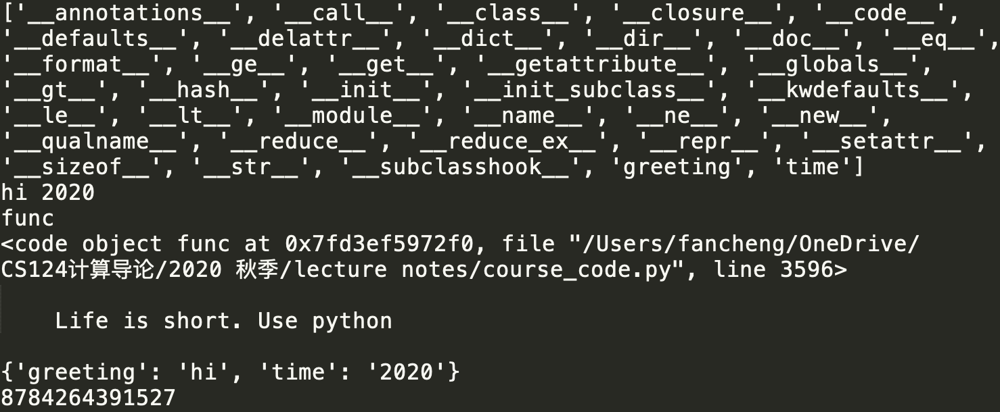 ['__annotations__', '__call__', '__class__', '__closure__', '__code__',
'__defaults__', '__delattr__', '__dict__', '__dir__', '__doc__', '__eq__',
'__format__', '__ge__', '__get__', '__getattribute__', '__globals__',
'__gt__', '__hash__', '__init__', '__init_subclass__', '__kwdefaults__',
'__le__', '__lt__', '__module__', '__name__', '__ne__', '__new__',
'__qualname__', '__reduce__', '__reduce_ex__', '__repr__', '__setattr__',
'__sizeof__', '__str__', '__subclasshook__', 'greeting', 'time']
hi 2020
func
<code object func at 0x7fd3ef5972f0, file "/Users/fancheng/OneDrive/
CS124计算导论/2020 秋季/lecture notes/course_code.py", line 3596>
    Life is short. Use python
{'greeting': 'hi', 'time': '2020'}
8784264391527